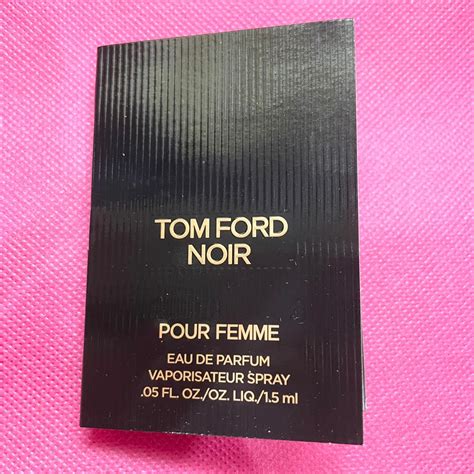 TOM FORD
NOIR
POUR FEMME
EAU DE PARFUM
VAPORISATEUR SPRAY
.05 FL. OZ./OZ. LIQ./1.5 ml